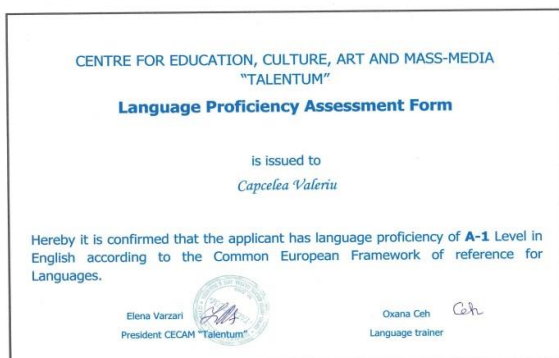 CENTRE FOR EDUCATION, CULTURE, ART AND MASS-MEDIA
"TALENTUM"
Language Proficiency Assessment Form
is issued to
Capcelea Valeriu
Hereby it is confirmed that the applicant has language proficiency of A-1 Level in
English according to the Common European Framework of reference for
Languages.
Elena Varzari
Oxana Ceh Ceh
President CECAM "Talentum"
Language trainer